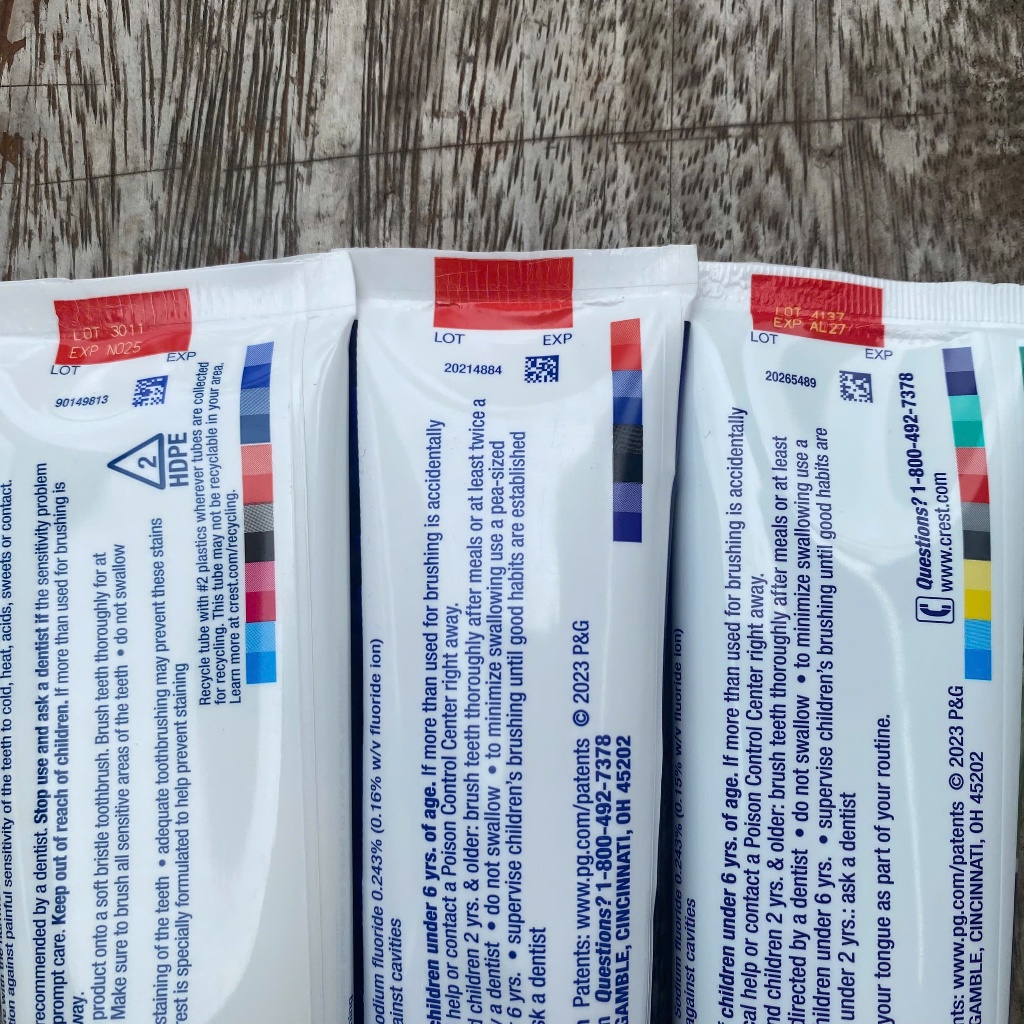 LOT 3011
EXP NO25
LOT EXP
90149813
2
HDPE
Recycle tube with #2 plastics wherever tubes are collected
for recycling. This tube may not be recyclable in your area.
Learn more at crest.com/recycling.
sensitivity of the teeth to cold, heat, acids, sweets or contact.
recommended by a dentist. Stop use and ask a dentist if the sensitivity problem
prompt care. Keep out of reach of children. If more than used for brushing is
way.
product onto a soft bristle toothbrush. Brush teeth thoroughly for at
Make sure to brush all sensitive areas of the teeth • do not swallow
staining of the teeth • adequate toothbrushing may prevent these stains
rest is specially formulated to help prevent staining
LOT EXP
20214884
odium fluoride 0.243% (0.16% w/v fluoride ion)
ainst cavities
children under 6 yrs. of age. If more than used for brushing is accidentally
help or contact a Poison Control Center right away.
d children 2 yrs. & older: brush teeth thoroughly after meals or at least twice a
y a dentist • do not swallow • to minimize swallowing use a pea-sized
6 yrs. • supervise children's brushing until good habits are established
sk a dentist
Patents: www.pg.com/patents © 2023 P&G
Questions? 1-800-492-7378
GAMBLE, CINCINNATI, OH 45202
LOT 4137
EXP AL27
LOT EXP
20265489
sodium fluoride 0.243% (0.15% w/v fluoride ion)
against cavities
children under 6 yrs. of age. If more than used for brushing is accidentally
cal help or contact a Poison Control Center right away.
nd children 2 yrs. & older: brush teeth thoroughly after meals or at least
directed by a dentist • do not swallow • to minimize swallowing use a
hildren under 6 yrs. • supervise children's brushing until good habits are
under 2 yrs.: ask a dentist
your tongue as part of your routine.
Questions? 1-800-492-7378
www.crest.com
nts: www.pg.com/patents © 2023 P&G
GAMBLE, CINCINNATI, OH 45202